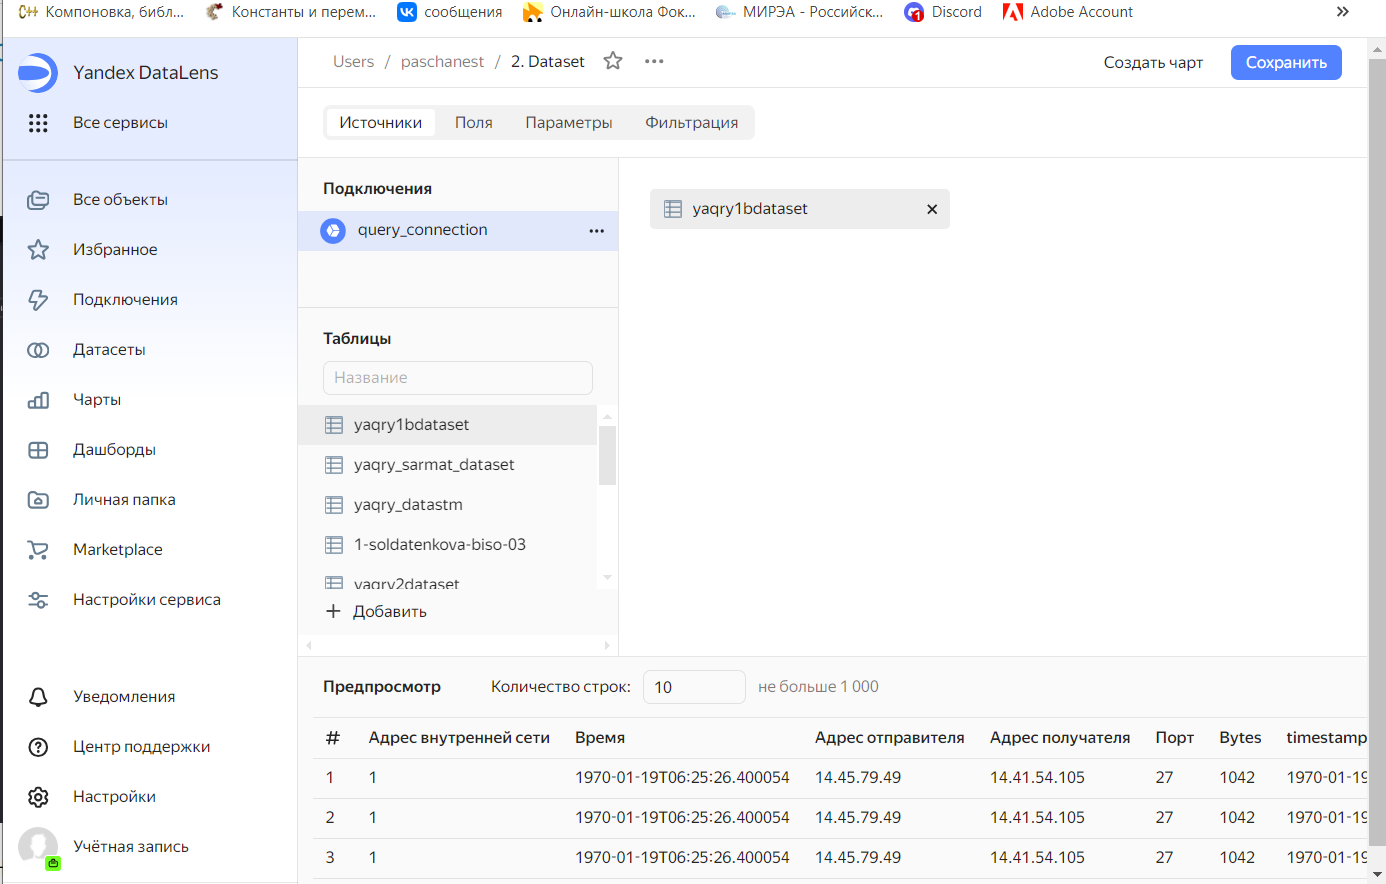 Компоновка, библ... Константы и перем... сообщения Онлайн-школа Фок... МИРЭА - Российск... Discord Adobe Account »
Yandex DataLens
Все сервисы
Все объекты
Избранное
Подключения
Датасеты
Чарты
Дашборды
Личная папка
Marketplace
Настройки сервиса
Уведомления
Центр поддержки
Настройки
Учётная запись
Users / paschanest / 2. Dataset
Создать чарт
Сохранить
Источники Поля Параметры Фильтрация
Подключения
query_connection
Таблицы
Название
yaqry1bdataset
yaqry_sarmat_dataset
yaqry_datastm
1-soldatenkova-biso-03
yaqry2dataset
+ Добавить
yaqry1bdataset
Предпросмотр Количество строк: 10 не больше 1 000
# Адрес внутренней сети Время Адрес отправителя Адрес получателя Порт Bytes timestamp
1 1 1970-01-19T06:25:26.400054 14.45.79.49 14.41.54.105 27 1042 1970-01-19
2 1 1970-01-19T06:25:26.400054 14.45.79.49 14.41.54.105 27 1042 1970-01-19
3 1 1970-01-19T06:25:26.400054 14.45.79.49 14.41.54.105 27 1042 1970-01-19